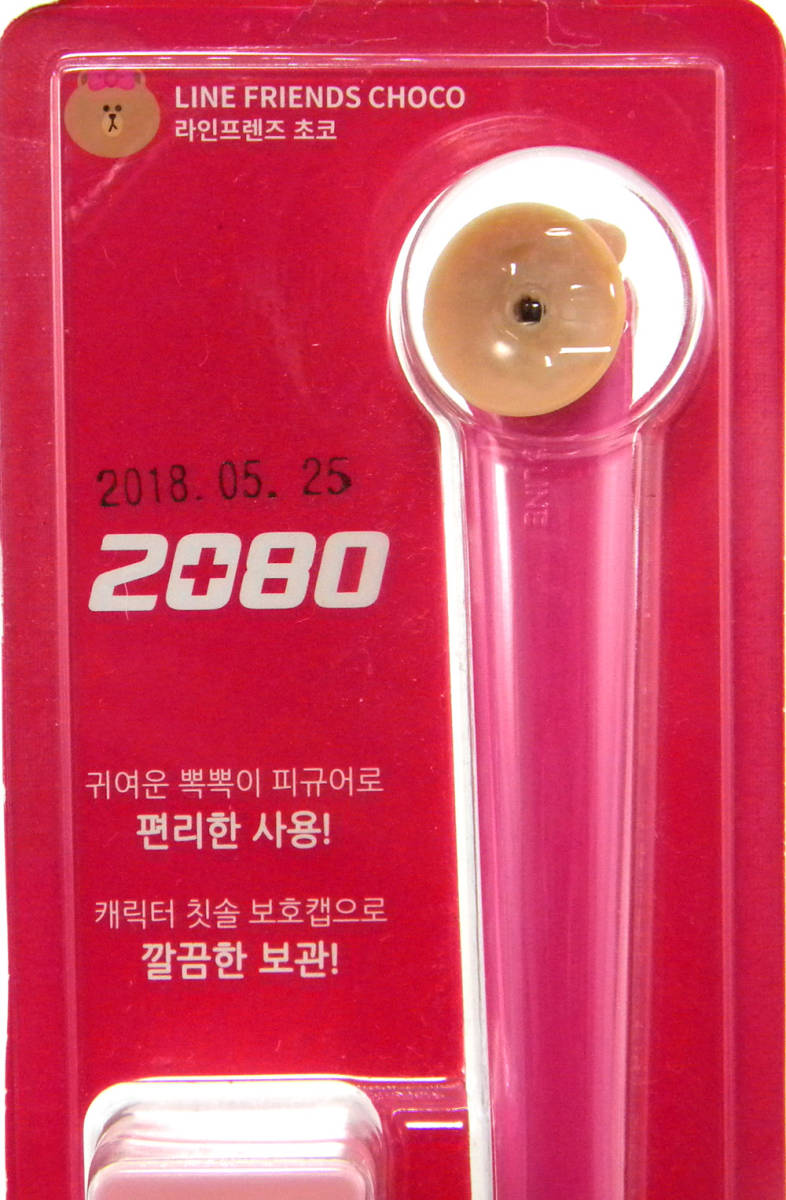 LINE FRIENDS CHOCO
라인프렌즈 초코
2018. 05. 25
2080
귀여운 뽁뽁이 피규어로
편리한 사용!
캐릭터 칫솔 보호캡으로
깔끔한 보관!